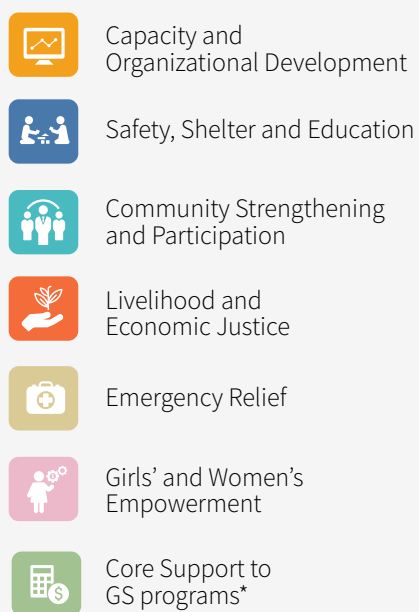 Capacity and
Organizational Development
Safety, Shelter and Education
Community Strengthening
and Participation
Livelihood and
Economic Justice
Emergency Relief
Girls’ and Women’s
Empowerment
$
Core Support to
GS programs*